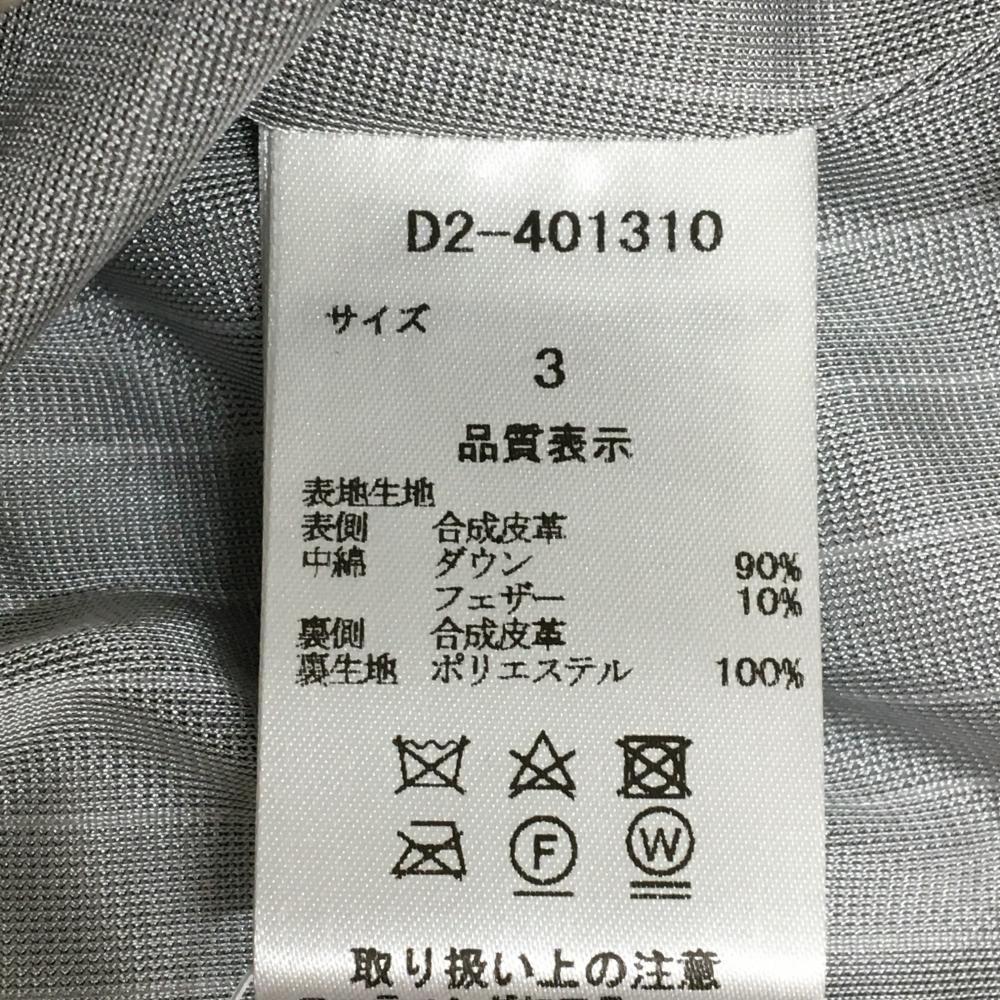 D2-401310
サイズ
3
品質表示
表地生地
表側 合成皮革
中綿 ダウン 90%
フェザー 10%
裏側 合成皮革
裏生地 ポリエステル 100%
F W
取り扱い上の注意